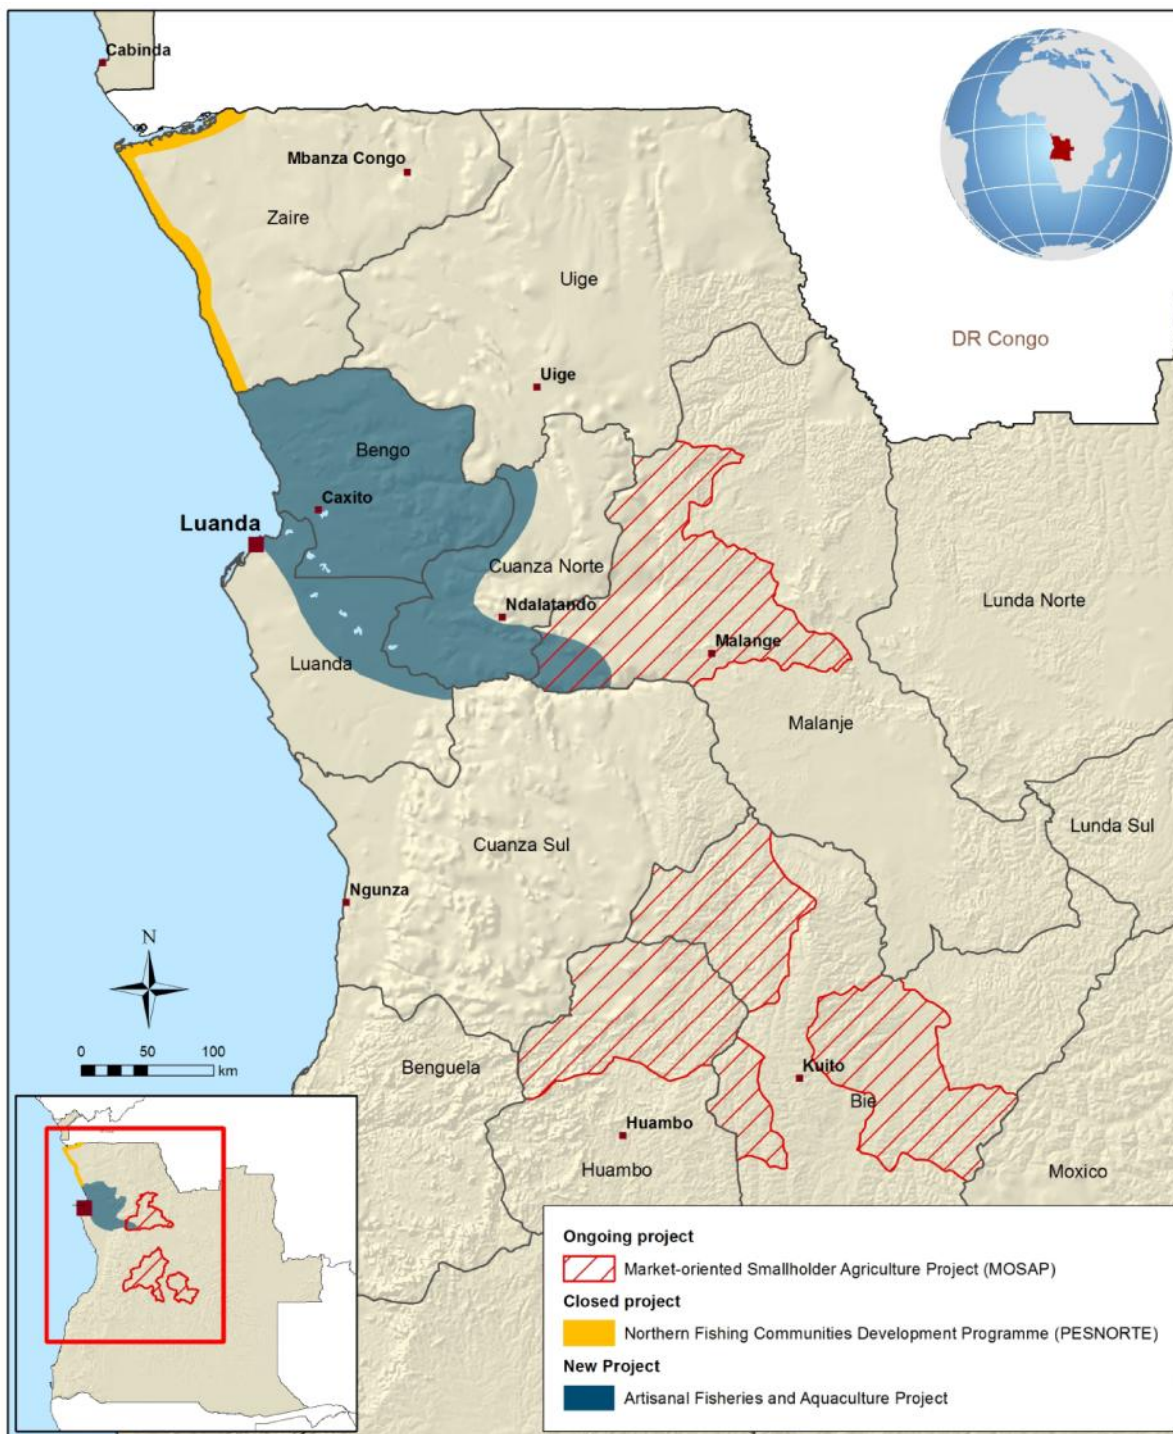 Cabinda
Mbanza Congo
Zaire
Uige
DR Congo
Uige
Bengo
Caxito
Luanda
Cuanza Norte
Ndalatando
Lunda Norte
Malange
Luanda
Malanje
Lunda Sul
Cuanza Sul
Ngunza
N
0 50 100
km
Benguela
Kuito
Bie
Huambo
Huambo
Moxico
Ongoing project
Market-oriented Smallholder Agriculture Project (MOSAP)
Closed project
Northern Fishing Communities Development Programme (PESNORTE)
New Project
Artisanal Fisheries and Aquaculture Project